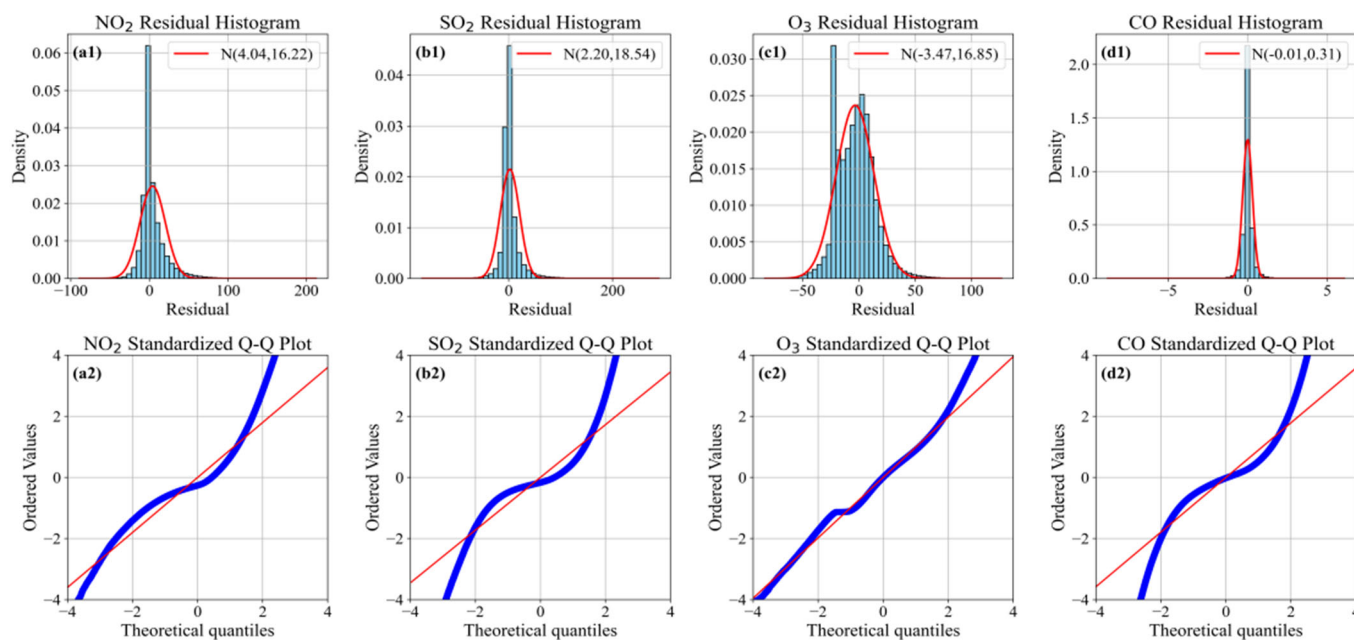 NO₂ Residual Histogram
(a1)
N(4.04,16.22)
0.06
0.05
0.04
0.03
0.02
0.01
0.00
Density
−100 0 100 200
Residual
SO₂ Residual Histogram
(b1)
N(2.20,18.54)
0.04
0.03
0.02
0.01
0.00
Density
0 200
Residual
O₃ Residual Histogram
(c1)
N(-3.47,16.85)
0.030
0.025
0.020
0.015
0.010
0.005
0.000
Density
−50 0 50 100
Residual
CO Residual Histogram
(d1)
N(-0.01,0.31)
2.0
1.5
1.0
0.5
0.0
Density
−5 0 5
Residual
NO₂ Standardized Q-Q Plot
(a2)
4
2
0
−2
−4
Ordered Values
−4 −2 0 2 4
Theoretical quantiles
SO₂ Standardized Q-Q Plot
(b2)
4
2
0
−2
−4
Ordered Values
−4 −2 0 2 4
Theoretical quantiles
O₃ Standardized Q-Q Plot
(c2)
4
2
0
−2
−4
Ordered Values
−4 −2 0 2 4
Theoretical quantiles
CO Standardized Q-Q Plot
(d2)
4
2
0
−2
−4
Ordered Values
−4 −2 0 2 4
Theoretical quantiles